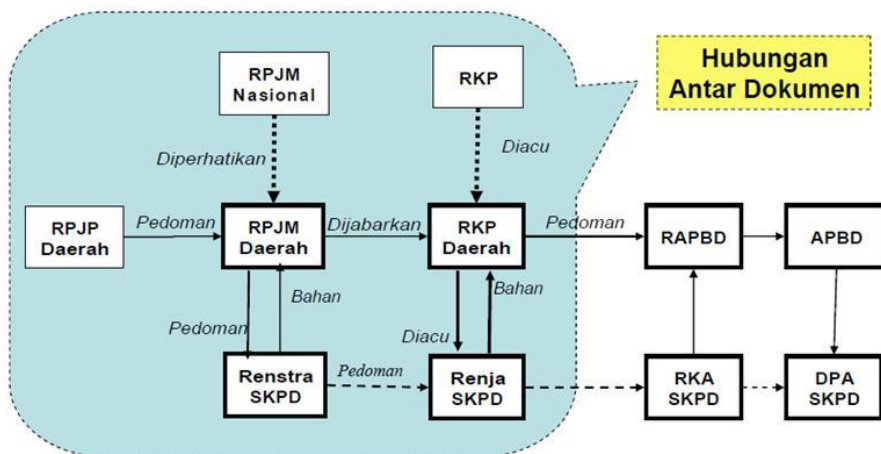 Hubungan
Antar Dokumen
RPJM
Nasional
RKP
Diperhatikan
Diacu
RPJP
Daerah
Pedoman
RPJM
Daerah
Dijabarkan
RKP
Daerah
Pedoman
RAPBD
APBD
Bahan
Pedoman
Bahan
Diacu
Renstra
SKPD
Pedoman
Renja
SKPD
RKA
SKPD
DPA
SKPD